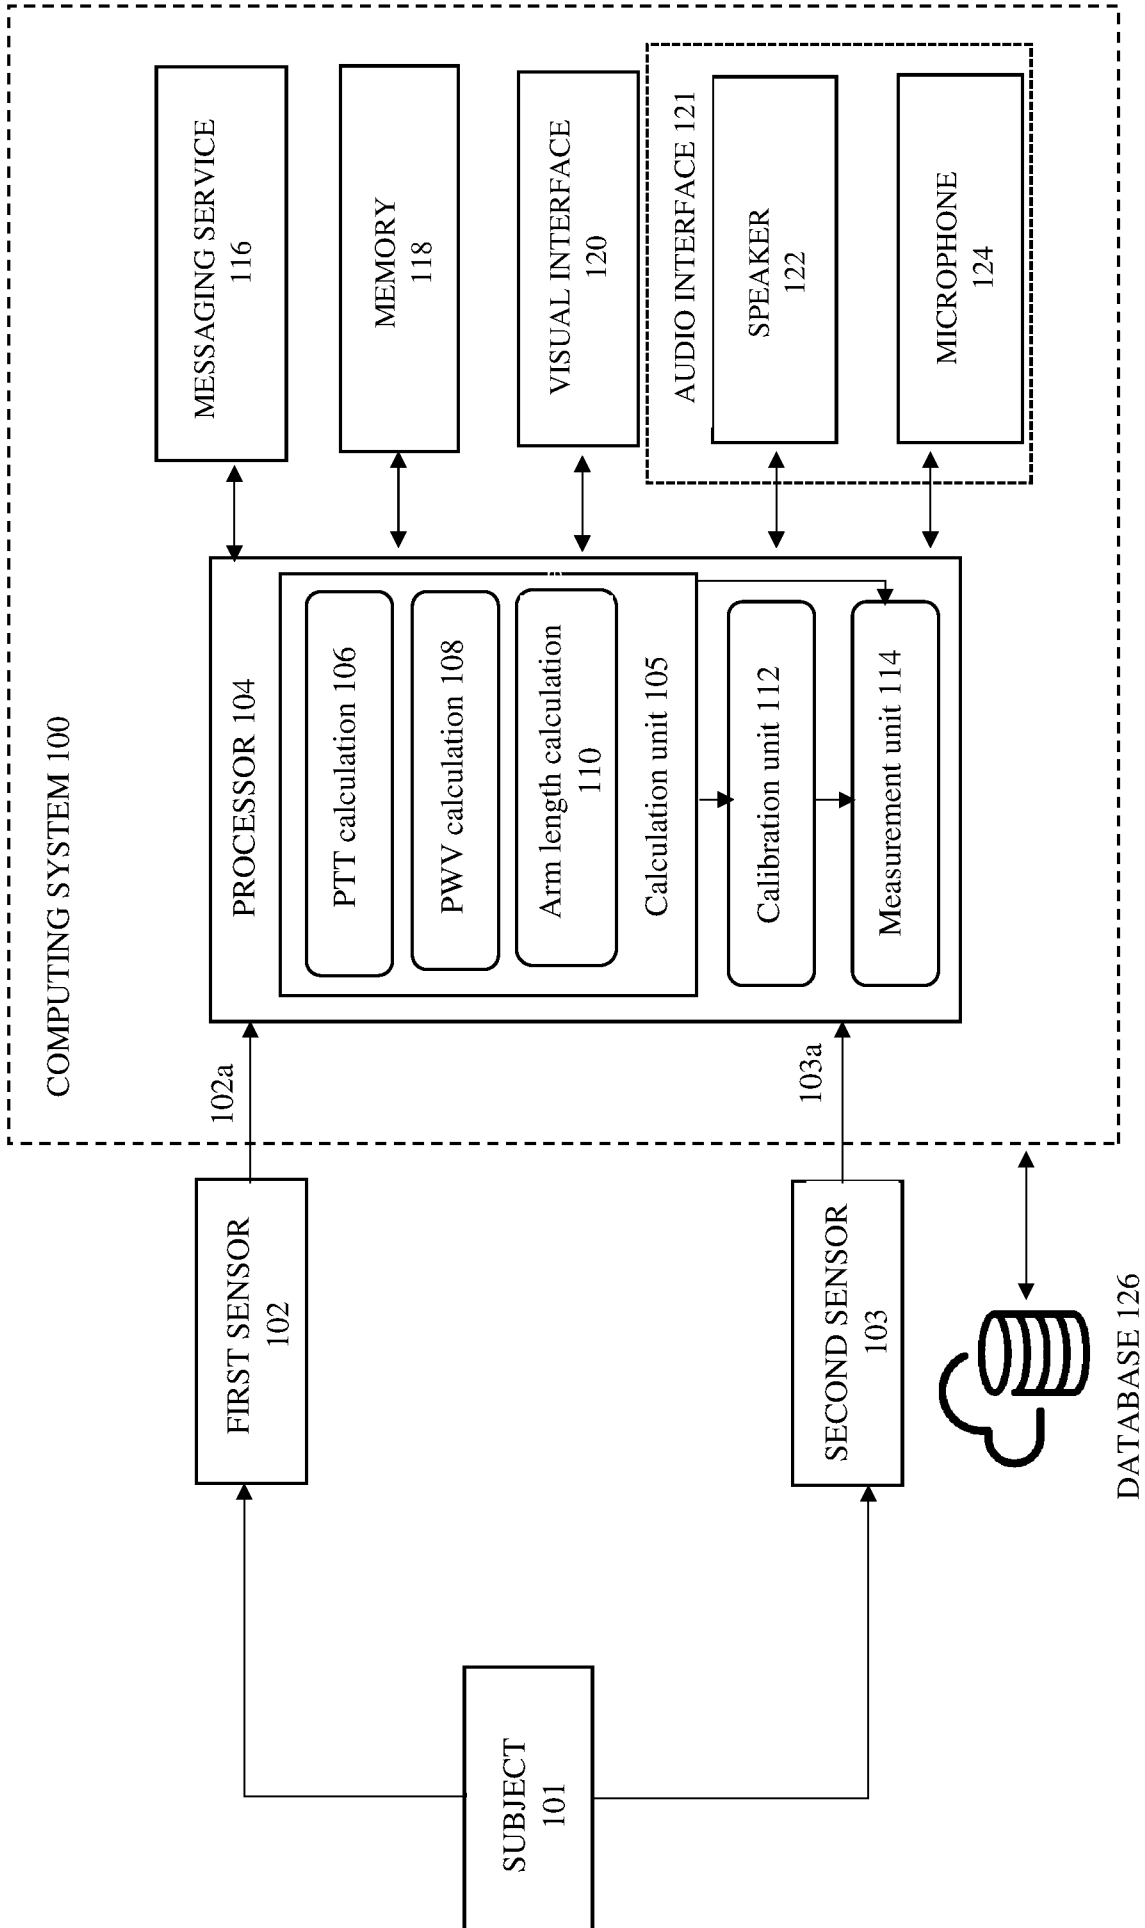 COMPUTING SYSTEM 100
SUBJECT
101
FIRST SENSOR
102
102a
SECOND SENSOR
103
103a
PROCESSOR 104
PTT calculation 106
PWV calculation 108
Arm length calculation
110
Calculation unit 105
Calibration unit 112
Measurement unit 114
MESSAGING SERVICE
116
MEMORY
118
VISUAL INTERFACE
120
AUDIO INTERFACE 121
SPEAKER
122
MICROPHONE
124
DATABASE 126